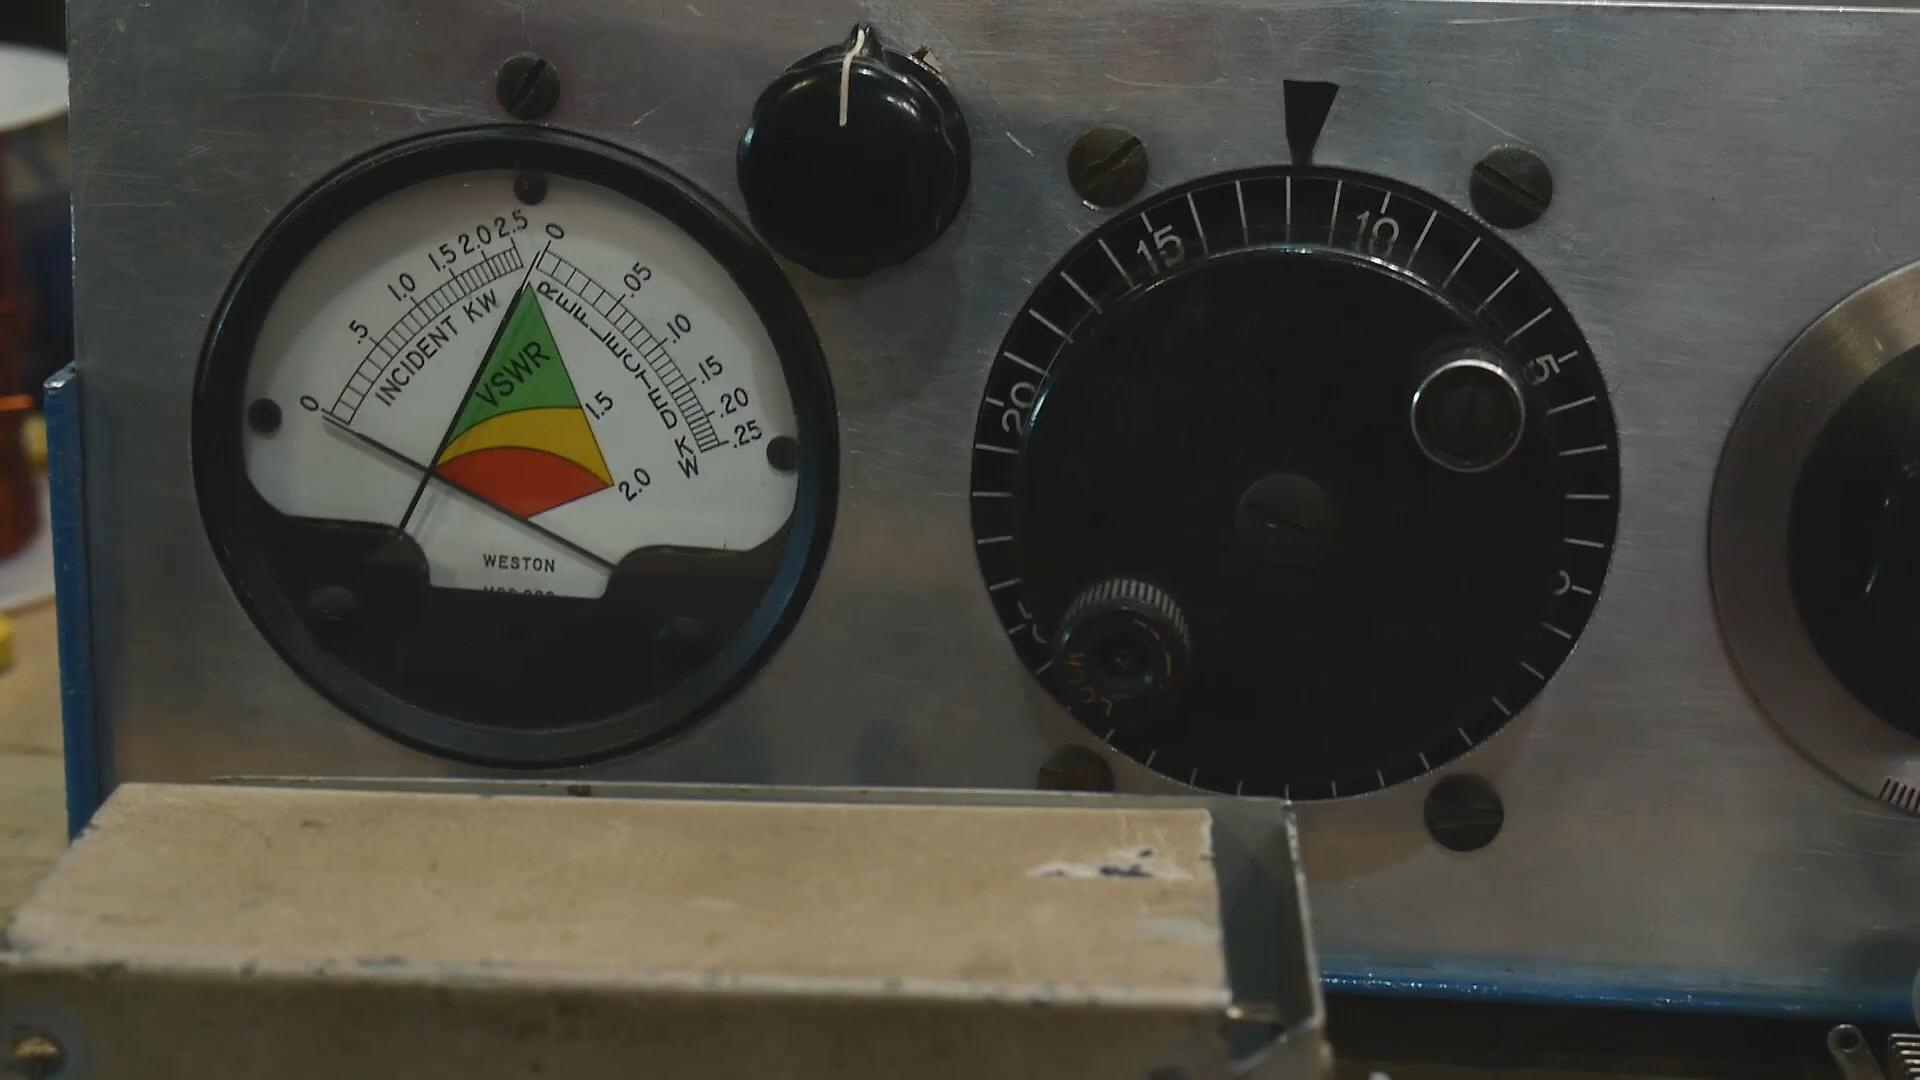 0 .5 1.0 1.5 2.0 2.5
INCIDENT KW
0 .05 .10 .15 .20 .25
REFLECTED KW
VSWR
1.5
2.0
WESTON
20 15 10 5